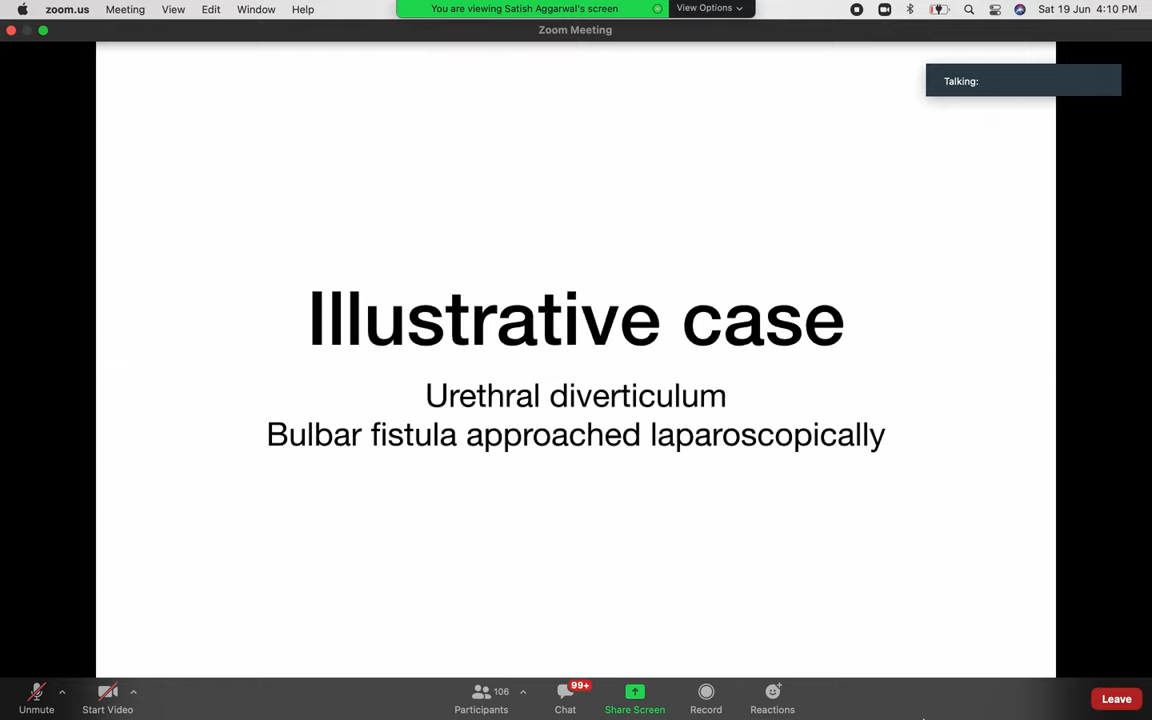 zoom.us Meeting View Edit Window Help You are viewing Satish Aggarwal's screen View Options Sat 19 Jun 4:10 PM
Zoom Meeting
Talking:
Illustrative case
Urethral diverticulum
Bulbar fistula approached laparoscopically
106 99+
Unmute Start Video Participants Chat Share Screen Record Reactions Leave